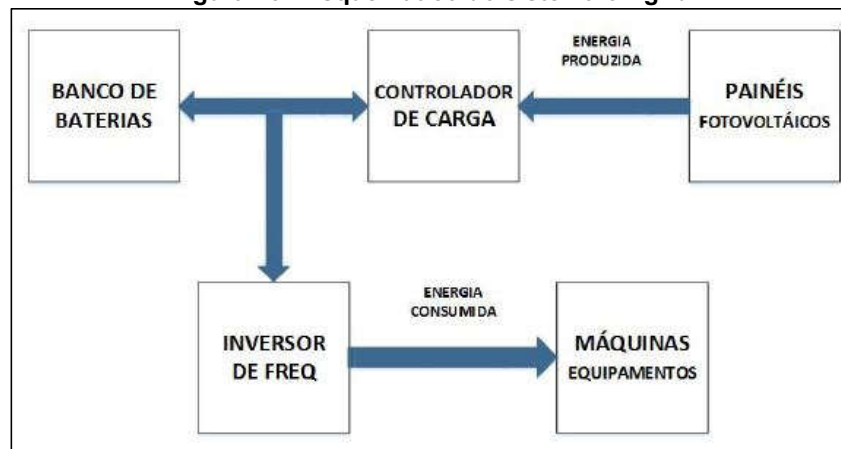 ENERGIA
PRODUZIDA
BANCO DE
BATERIAS
CONTROLADOR
DE CARGA
PAINÉIS
FOTOVOLTÁICOS
ENERGIA
CONSUMIDA
INVERSOR
DE FREQ
MÁQUINAS
EQUIPAMENTOS